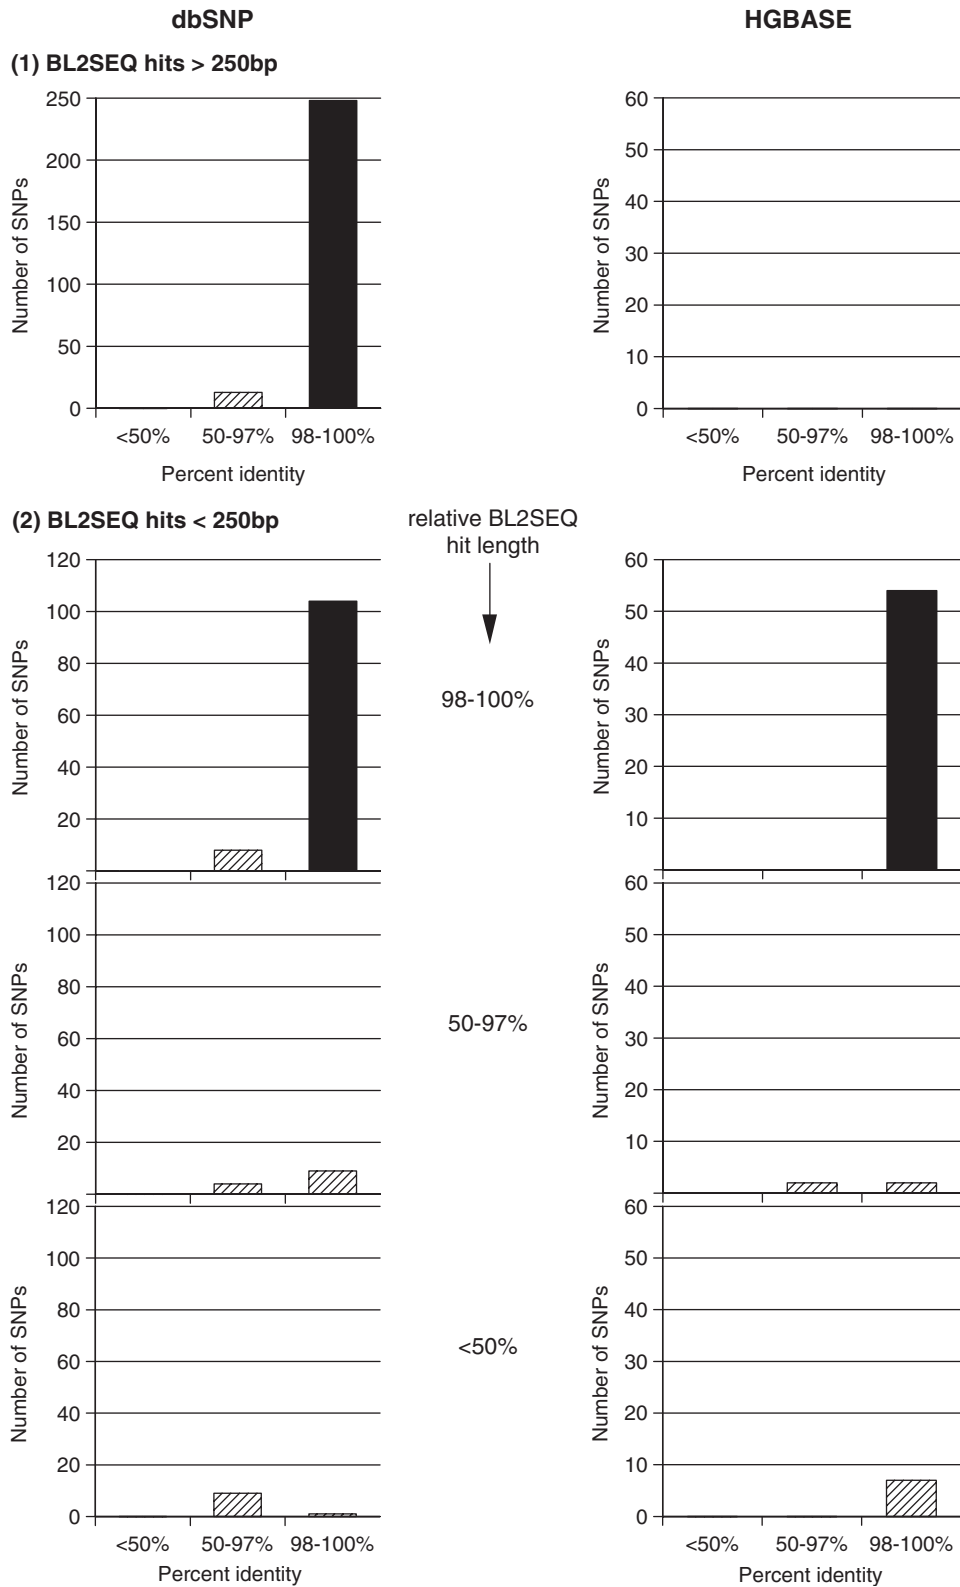 dbSNP
HGBASE
(1) BL2SEQ hits > 250bp
250
200
150
100
50
0
Number of SNPs
<50% 50-97% 98-100%
Percent identity
60
50
40
30
20
10
0
Number of SNPs
<50% 50-97% 98-100%
Percent identity
(2) BL2SEQ hits < 250bp
relative BL2SEQ
hit length
120
100
80
60
40
20
Number of SNPs
98-100%
60
50
40
30
20
10
Number of SNPs
120
100
80
60
40
20
Number of SNPs
50-97%
60
50
40
30
20
10
Number of SNPs
120
100
80
60
40
20
0
Number of SNPs
<50% 50-97% 98-100%
Percent identity
<50%
60
50
40
30
20
10
0
Number of SNPs
<50% 50-97% 98-100%
Percent identity